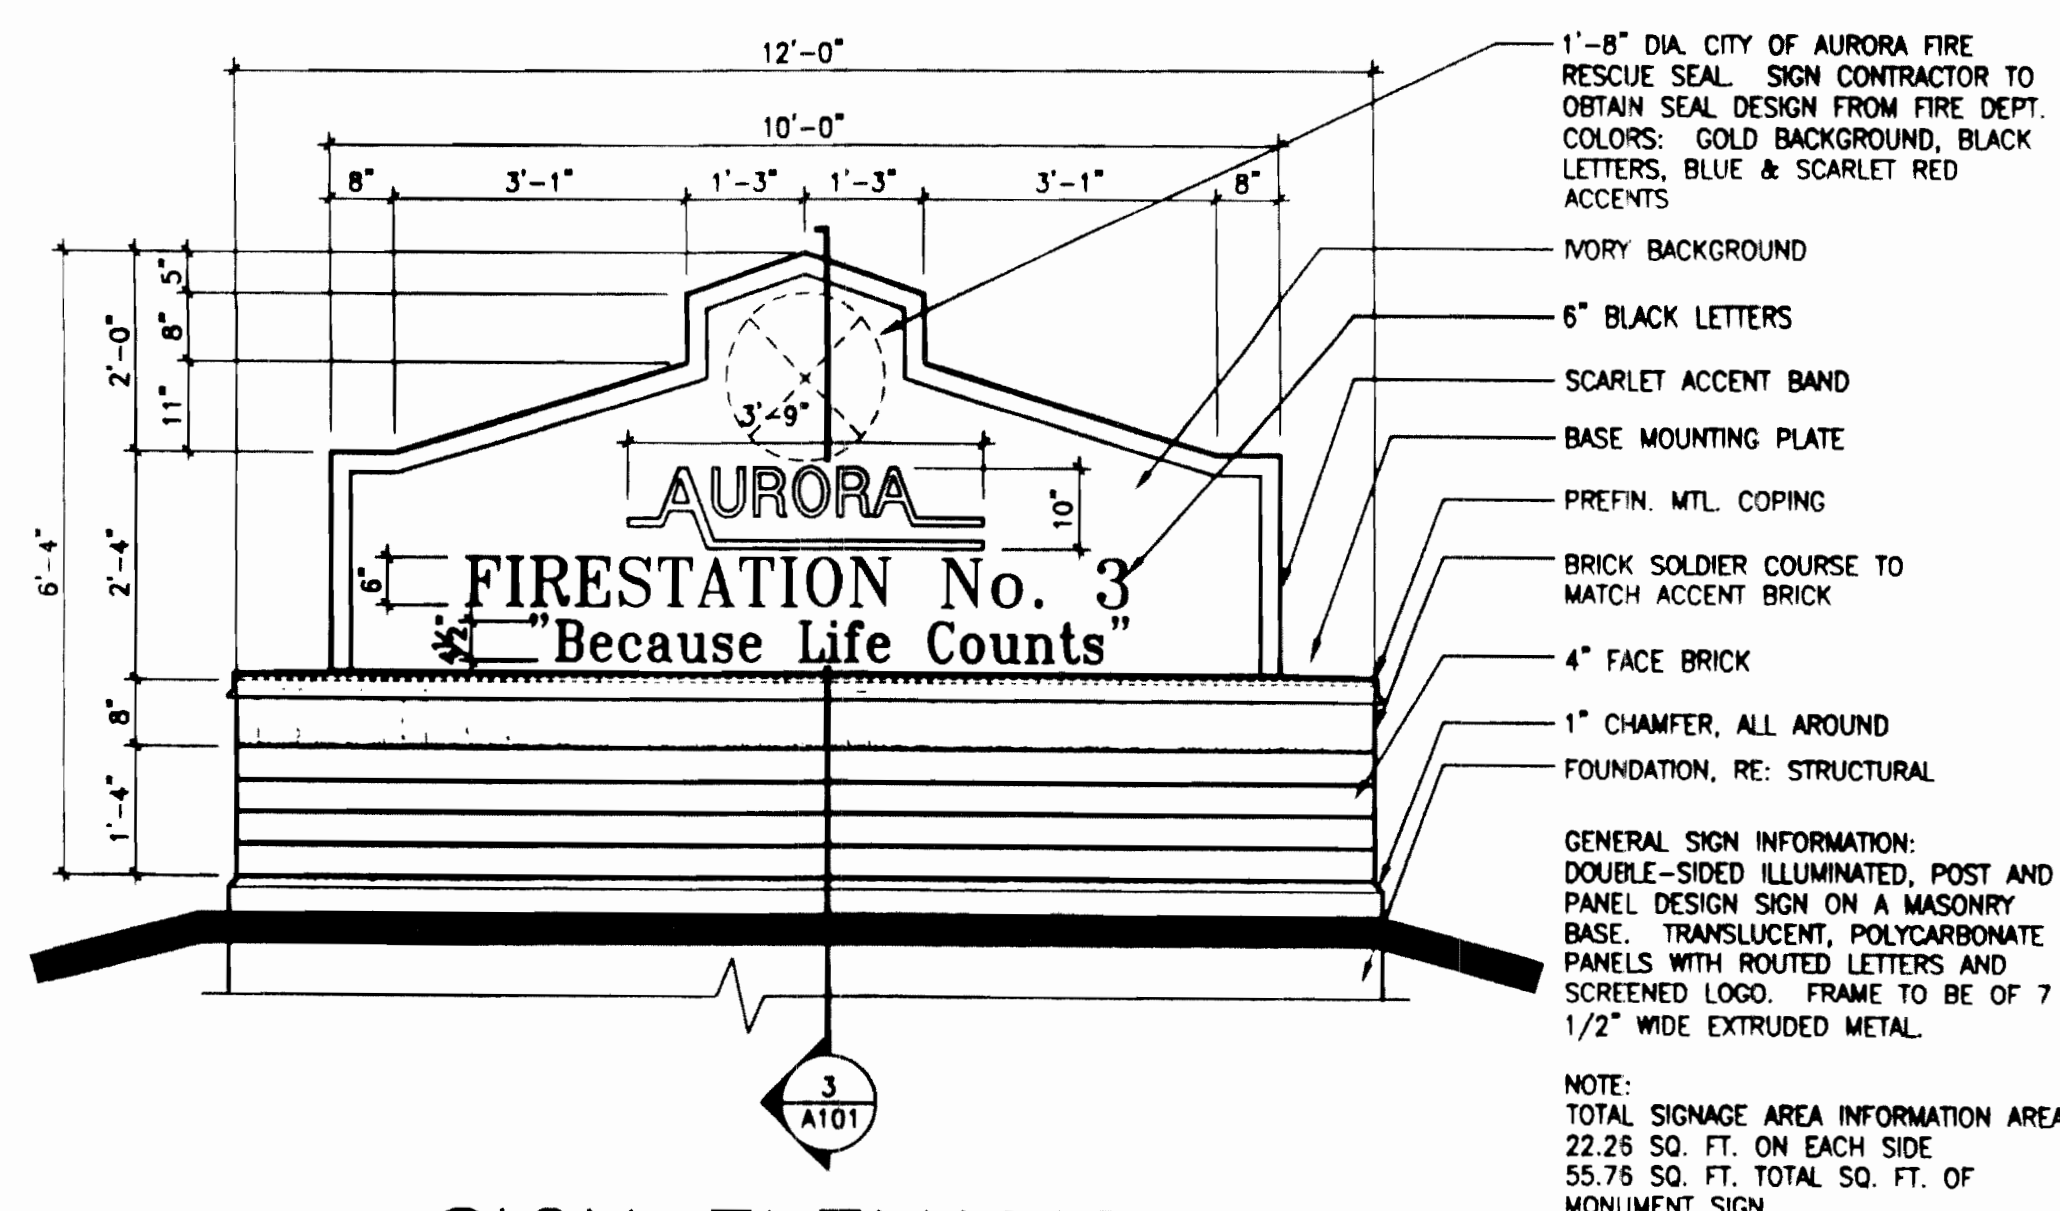 12'-0"
10'-0"
8" 3'-1" 1'-3" 1'-3" 3'-1" 8"
5"
8"
11"
2'-0"
2'-4"
6'-4"
8"
1'-4"
3'-9"
10"
AURORA
6"
FIRESTATION No. 3
4½"
"Because Life Counts"
3
A101
1'-8" DIA. CITY OF AURORA FIRE
RESCUE SEAL. SIGN CONTRACTOR TO
OBTAIN SEAL DESIGN FROM FIRE DEPT.
COLORS: GOLD BACKGROUND, BLACK
LETTERS, BLUE & SCARLET RED
ACCENTS
IVORY BACKGROUND
6" BLACK LETTERS
SCARLET ACCENT BAND
BASE MOUNTING PLATE
PREFIN. MTL. COPING
BRICK SOLDIER COURSE TO
MATCH ACCENT BRICK
4" FACE BRICK
1" CHAMFER, ALL AROUND
FOUNDATION, RE: STRUCTURAL
GENERAL SIGN INFORMATION:
DOUBLE-SIDED ILLUMINATED, POST AND
PANEL DESIGN SIGN ON A MASONRY
BASE. TRANSLUCENT, POLYCARBONATE
PANELS WITH ROUTED LETTERS AND
SCREENED LOGO. FRAME TO BE OF 7
1/2" WIDE EXTRUDED METAL.
NOTE:
TOTAL SIGNAGE AREA INFORMATION AREA
22.26 SQ. FT. ON EACH SIDE
55.76 SQ. FT. TOTAL SQ. FT. OF
MONUMENT SIGN